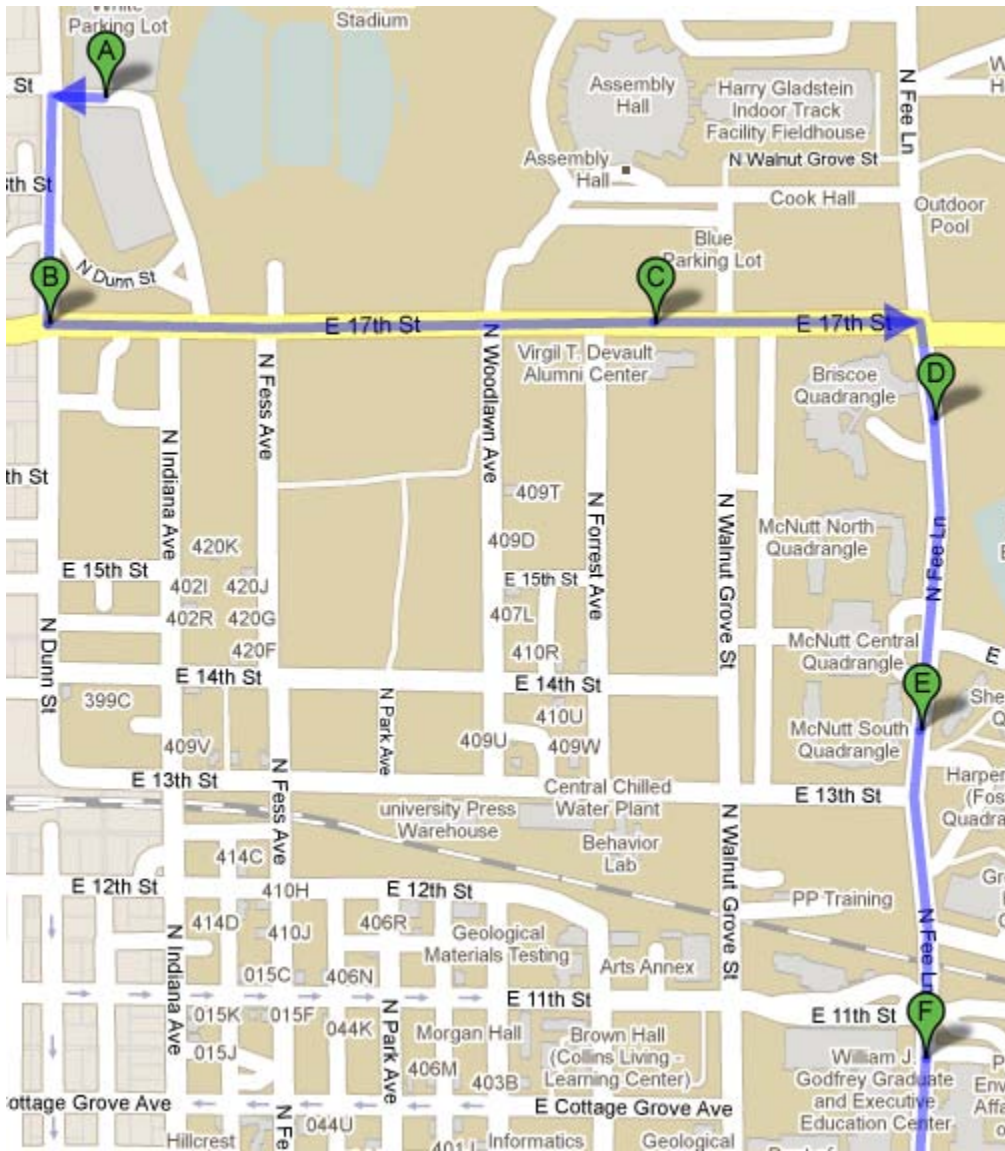 White
Parking Lot
A
Stadium
St
Assembly
Hall
Harry Gladstein
Indoor Track
Facility Fieldhouse
N Fee Ln
N Walnut Grove St
Assembly
Hall
Cook Hall
Outdoor
Pool
Blue
Parking Lot
N Dunn St
B
C
E 17th St
E 17th St
D
Virgil T. Devault
Alumni Center
Briscoe
Quadrangle
N Fess Ave
N Woodlawn Ave
N Indiana Ave
th St
409T
N Forrest Ave
N Walnut Grove St
McNutt North
Quadrangle
N Fee Ln
420K
409D
E 15th St
402I
420J
E 15th St
402R
420G
407L
420F
410R
McNutt Central
Quadrangle
E
N Dunn St
E 14th St
E 14th St
E
399C
N Park Ave
410U
McNutt South
Quadrangle
409V
409U
409W
E 13th St
E 13th St
N Fess Ave
Central Chilled
Water Plant
university Press
Warehouse
Behavior
Lab
N Walnut Grove St
414C
E 12th St
410H
E 12th St
PP Training
414D
410J
406R
Geological
Materials Testing
N Indiana Ave
N Fee Ln
015C
406N
Arts Annex
E 11th St
E 11th St
F
015K
015F
044K
N Park Ave
Morgan Hall
Brown Hall
(Collins Living -
Learning Center)
015J
406M
403B
William J.
Godfrey Graduate
and Executive
Education Center
ottage Grove Ave
E Cottage Grove Ave
044U
N Fe
Hillcrest
Informatics
Geological